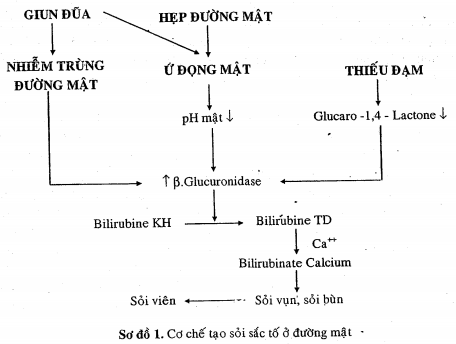 GIUN ĐŨA
HẸP ĐƯỜNG MẬT
NHIỄM TRÙNG
ĐƯỜNG MẬT
Ứ ĐỌNG MẬT
THIẾU ĐẠM
pH mật ↓
Glucaro -1,4 - Lactone ↓
↑ β.Glucuronidase
Bilirubine KH
Bilirubine TD
Ca++
Bilirubinate Calcium
Sỏi viên
Sỏi vụn, sỏi bùn
Sơ đồ 1. Cơ chế tạo sỏi sắc tố ở đường mật